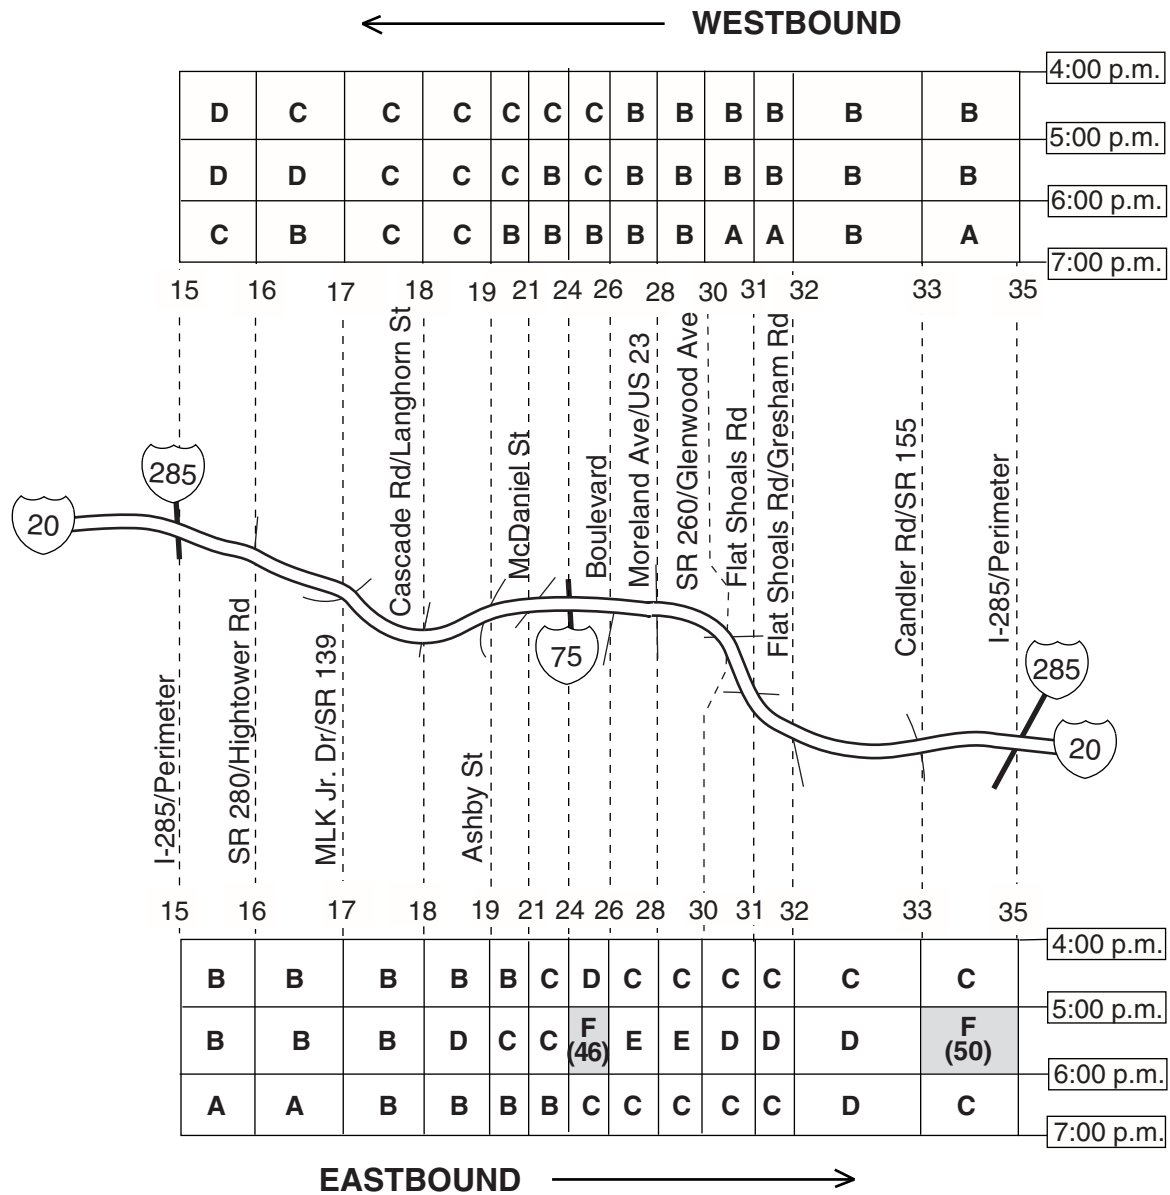 WESTBOUND
4:00 p.m.
D C C C C C C B B B B B B
5:00 p.m.
D D C C C B C B B B B B B
6:00 p.m.
C B C C B B B B B A A B A
7:00 p.m.
15 16 17 18 19 21 24 26 28 30 31 32 33 35
Cascade Rd/Langhorn St
McDaniel St
Boulevard
Moreland Ave/US 23
SR 260/Glenwood Ave
Flat Shoals Rd
Flat Shoals Rd/Gresham Rd
Candler Rd/SR 155
I-285/Perimeter
285
20
75
285
20
I-285/Perimeter
SR 280/Hightower Rd
MLK Jr. Dr/SR 139
Ashby St
15 16 17 18 19 21 24 26 28 30 31 32 33 35
4:00 p.m.
B B B B B C D C C C C C C
5:00 p.m.
B B B D C C F (46) E E D D D F (50)
6:00 p.m.
A A B B B B C C C C C D C
7:00 p.m.
EASTBOUND